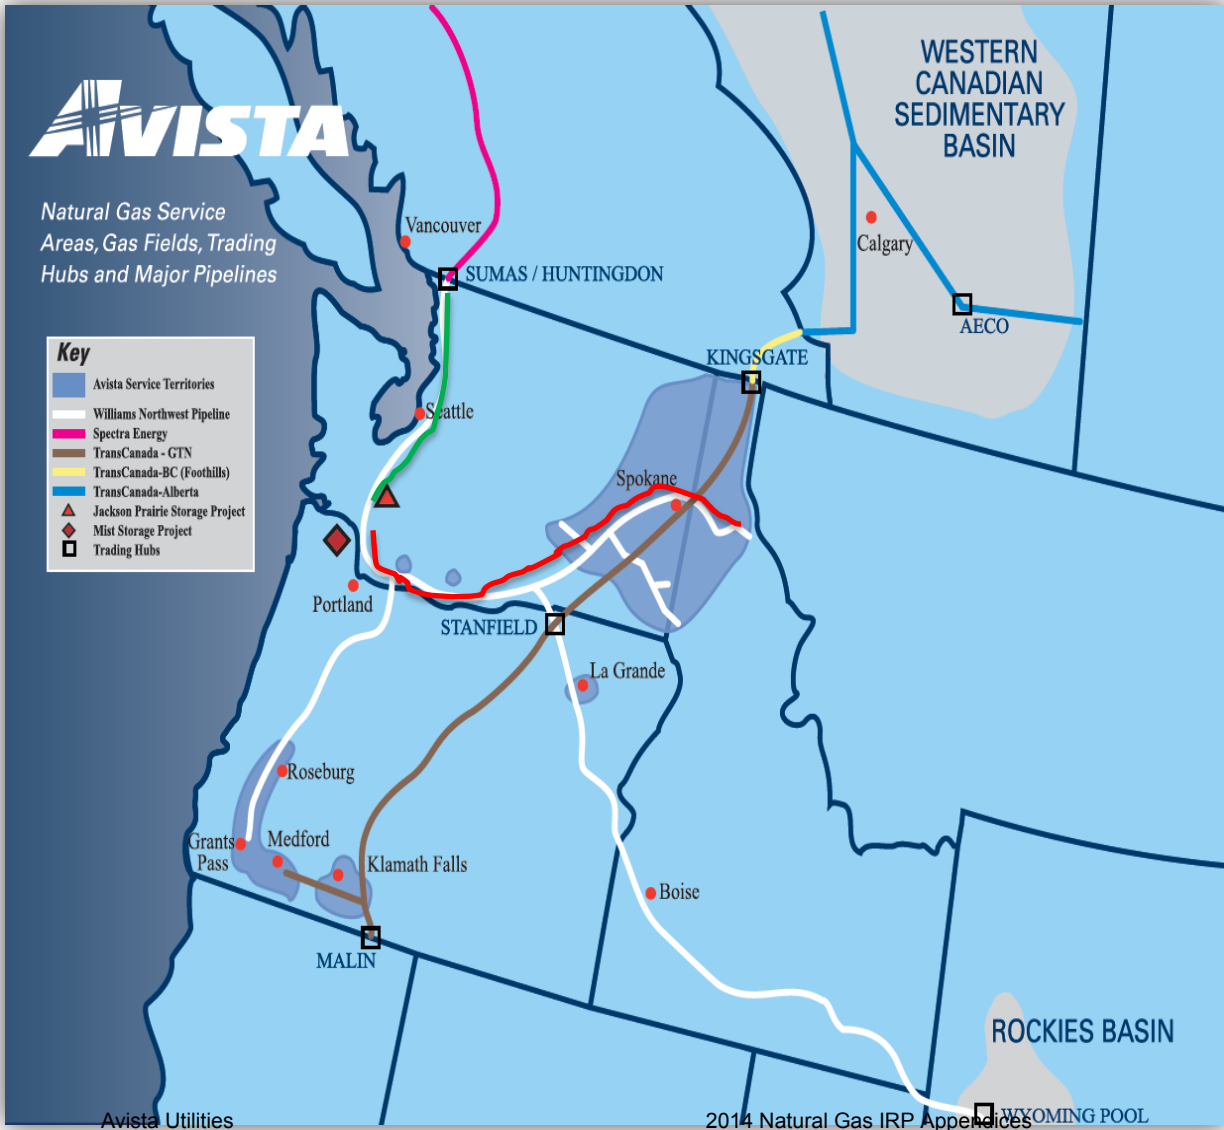 WESTERN
CANADIAN
SEDIMENTARY
BASIN
AVISTA
Natural Gas Service
Areas, Gas Fields, Trading
Hubs and Major Pipelines
Vancouver
Calgary
SUMAS / HUNTINGDON
AECO
KINGSGATE
Key
Avista Service Territories
Williams Northwest Pipeline
Spectra Energy
TransCanada - GTN
TransCanada-BC (Foothills)
TransCanada-Alberta
Jackson Prairie Storage Project
Mist Storage Project
Trading Hubs
Seattle
Spokane
Portland
STANFIELD
La Grande
Roseburg
Grants
Pass
Medford
Klamath Falls
Boise
MALIN
ROCKIES BASIN
WYOMING POOL
Avista Utilities
2014 Natural Gas IRP Appendices